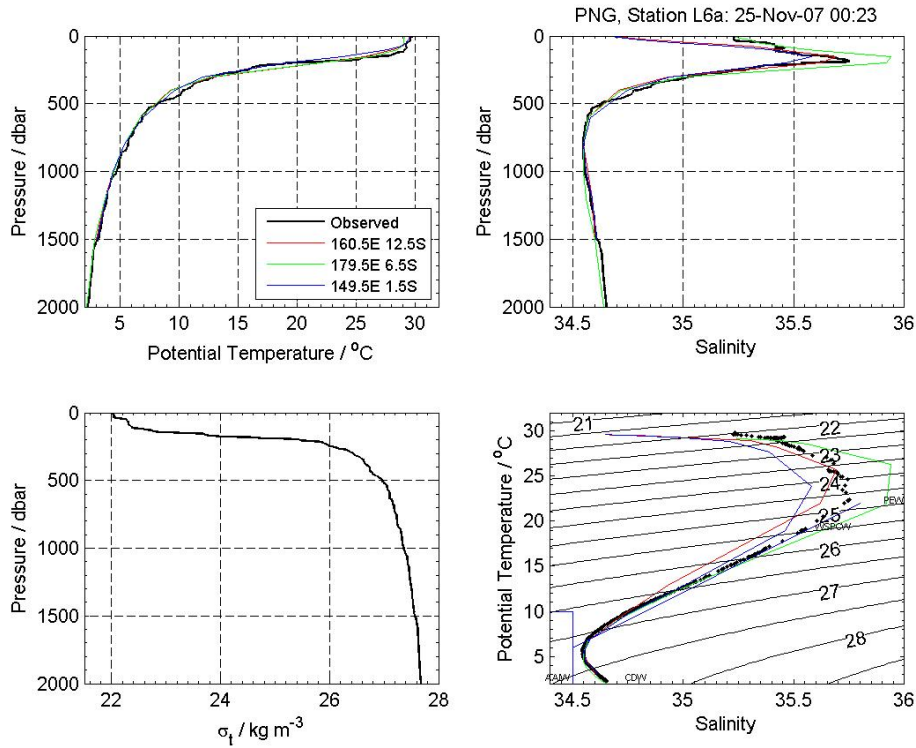 PNG, Station L6a: 25-Nov-07 00:23
0
500
1000
1500
2000
Pressure / dbar
5 10 15 20 25 30
Potential Temperature / °C
Observed
160.5E 12.5S
179.5E 6.5S
149.5E 1.5S
0
500
1000
1500
2000
Pressure / dbar
34.5 35 35.5 36
Salinity
0
500
1000
1500
2000
Pressure / dbar
22 24 26 28
σt / kg m-3
30
25
20
15
10
5
Potential Temperature / °C
21
22
23
24
25
26
27
28
PEW
WSPCW
CDW
34.5 35 35.5 36
Salinity